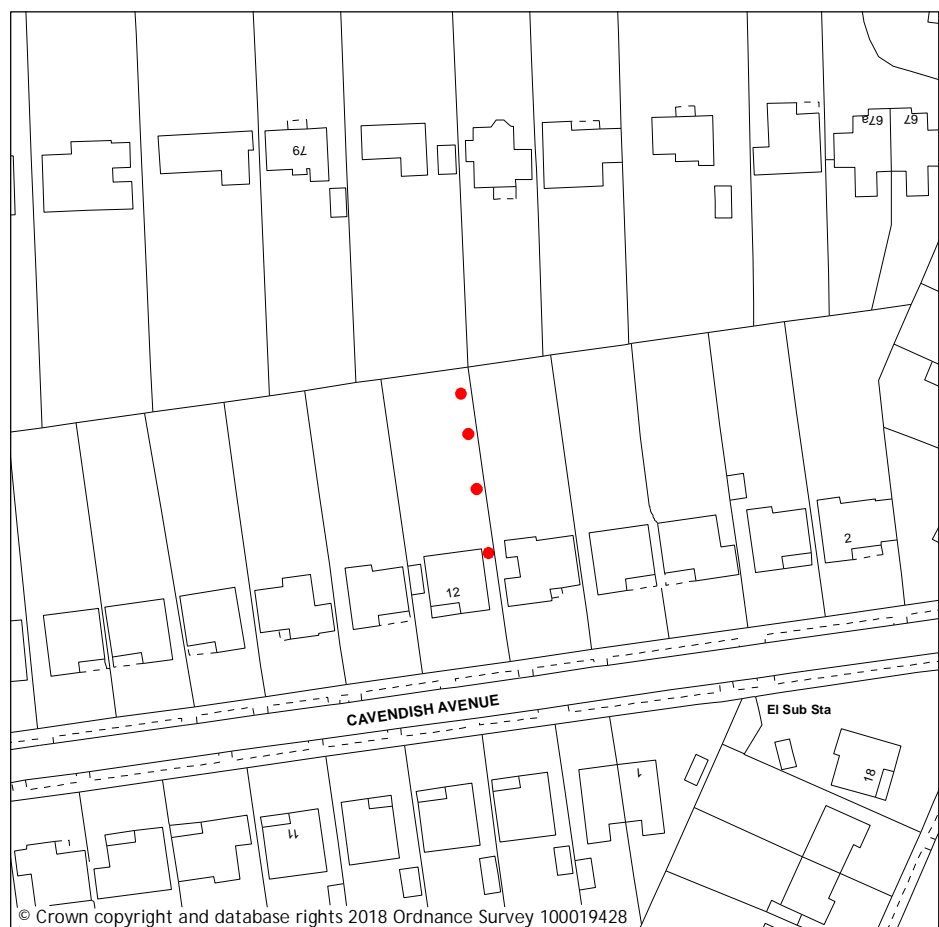 79
67a
67
12
2
CAVENDISH AVENUE
El Sub Sta
1
18
11
© Crown copyright and database rights 2018 Ordnance Survey 100019428